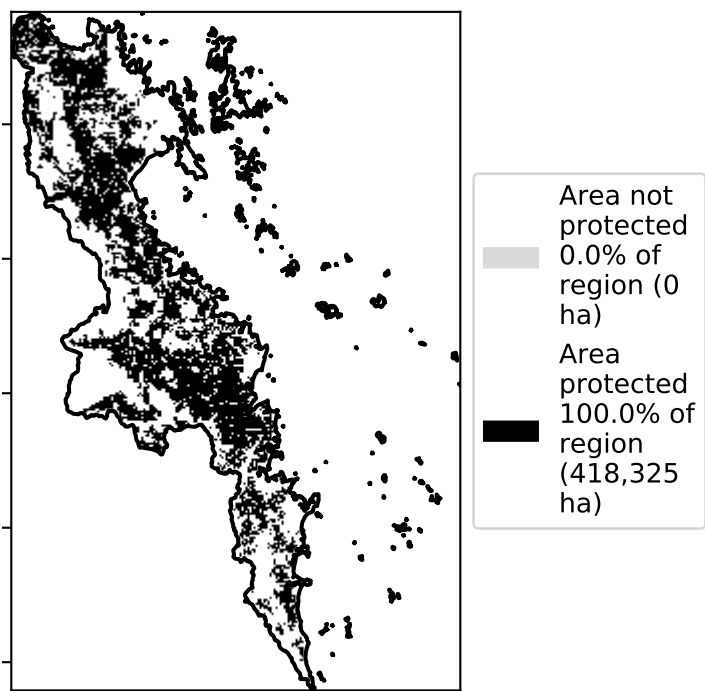 Area not
protected
0.0% of
region (0
ha)
Area
protected
100.0% of
region
(418,325
ha)